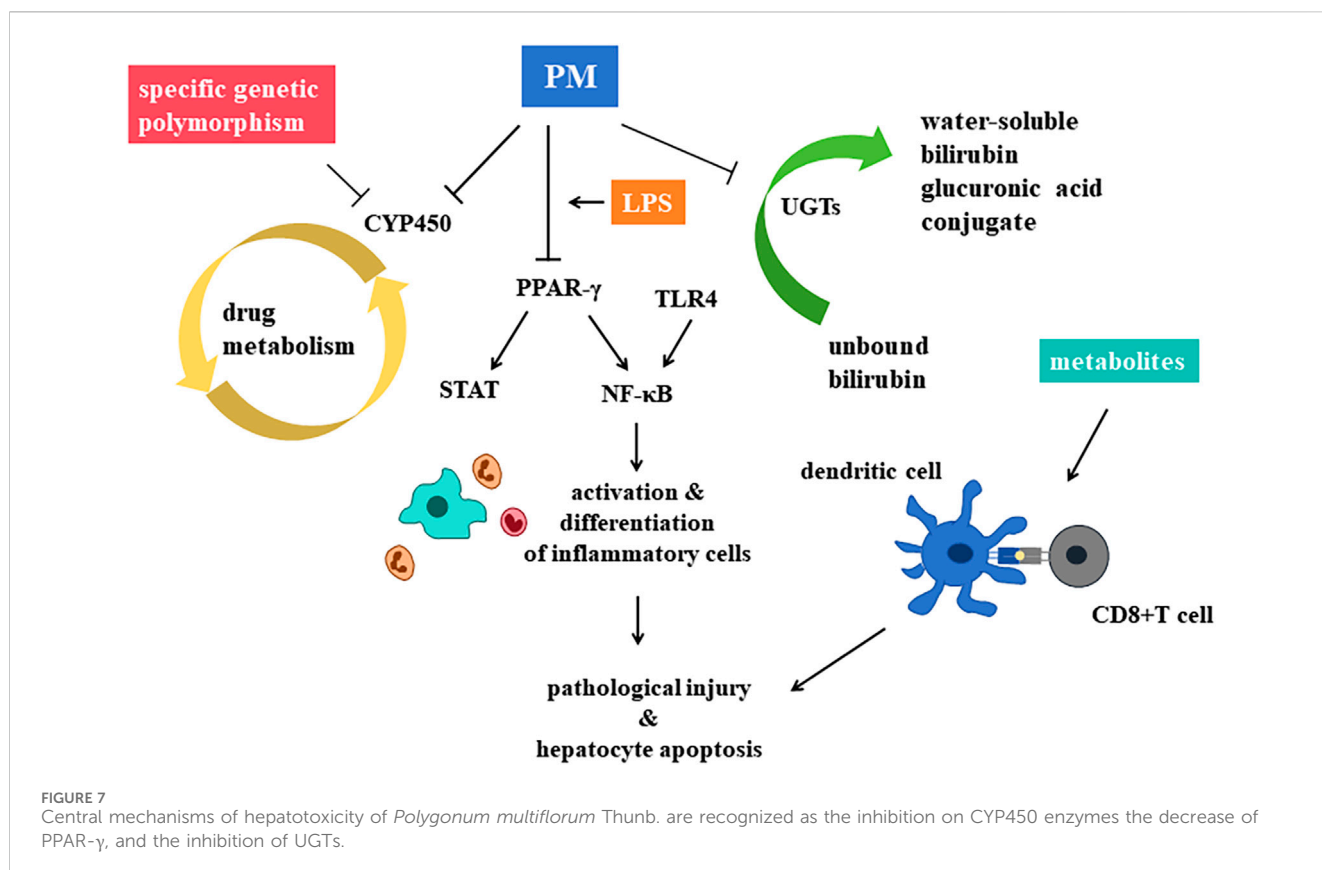 PM
specific genetic
polymorphism
water-soluble
bilirubin
glucuronic acid
conjugate
LPS
UGTs
CYP450
PPAR-γ
TLR4
drug
metabolism
unbound
bilirubin
metabolites
STAT
NF-κB
dendritic cell
activation &
differentiation
of inflammatory cells
CD8+T cell
pathological injury
&
hepatocyte apoptosis
FIGURE 7
Central mechanisms of hepatotoxicity of Polygonum multiflorum Thunb. are recognized as the inhibition on CYP450 enzymes the decrease of
PPAR-γ, and the inhibition of UGTs.